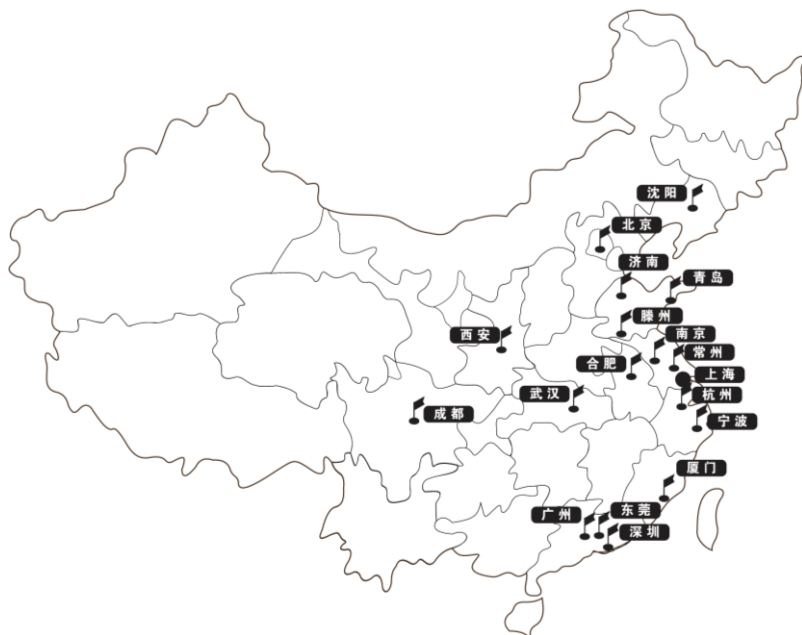 沈阳
北京
济南
青岛
滕州
西安
南京
常州
合肥
上海
武汉
杭州
成都
宁波
厦门
广州
东莞
深圳